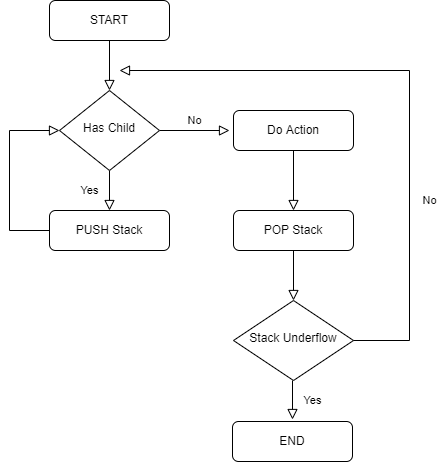 START
Has Child
No
Do Action
Yes
No
PUSH Stack
POP Stack
Stack Underflow
Yes
END